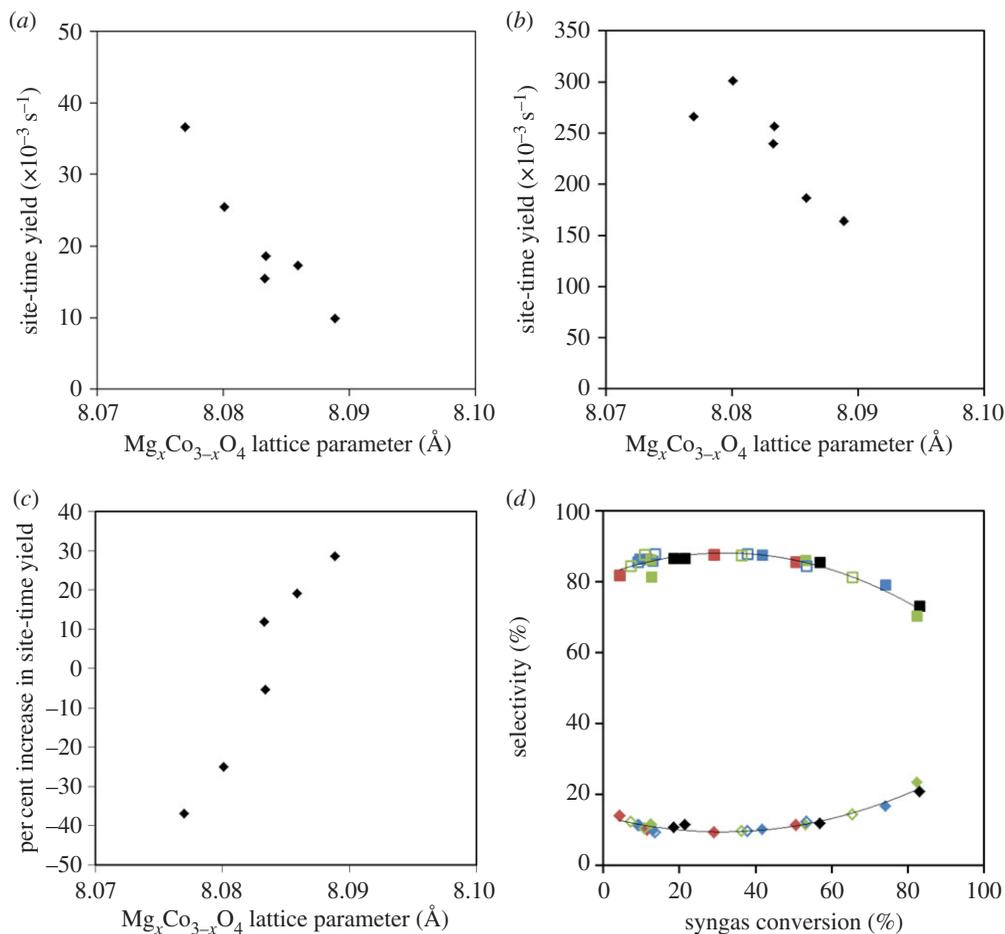 (a)
50
40
30
20
10
0
site-time yield (×10⁻³ s⁻¹)
8.07 8.08 8.09 8.10
MgₓCo₃₋ₓO₄ lattice parameter (Å)
(b)
350
300
250
200
150
100
50
0
site-time yield (×10⁻³ s⁻¹)
8.07 8.08 8.09 8.10
MgₓCo₃₋ₓO₄ lattice parameter (Å)
(c)
40
30
20
10
0
–10
–20
–30
–40
–50
per cent increase in site-time yield
8.07 8.08 8.09 8.10
MgₓCo₃₋ₓO₄ lattice parameter (Å)
(d)
100
80
60
40
20
0
selectivity (%)
0 20 40 60 80 100
syngas conversion (%)